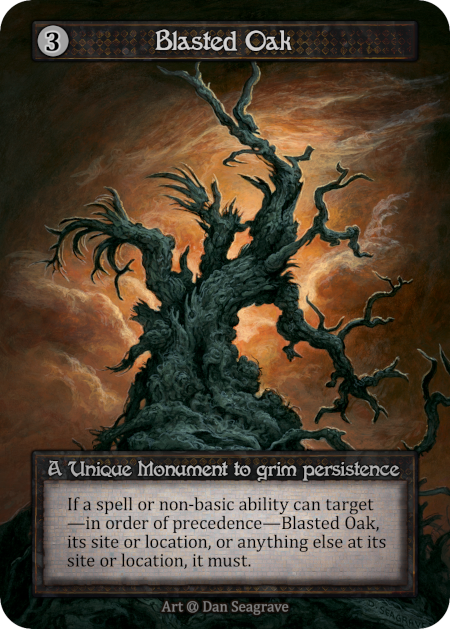 3
Blasted Oak
A Unique Monument to grim persistence
If a spell or non-basic ability can target
—in order of precedence—Blasted Oak,
its site or location, or anything else at its
site or location, it must.
Art @ Dan Seagrave